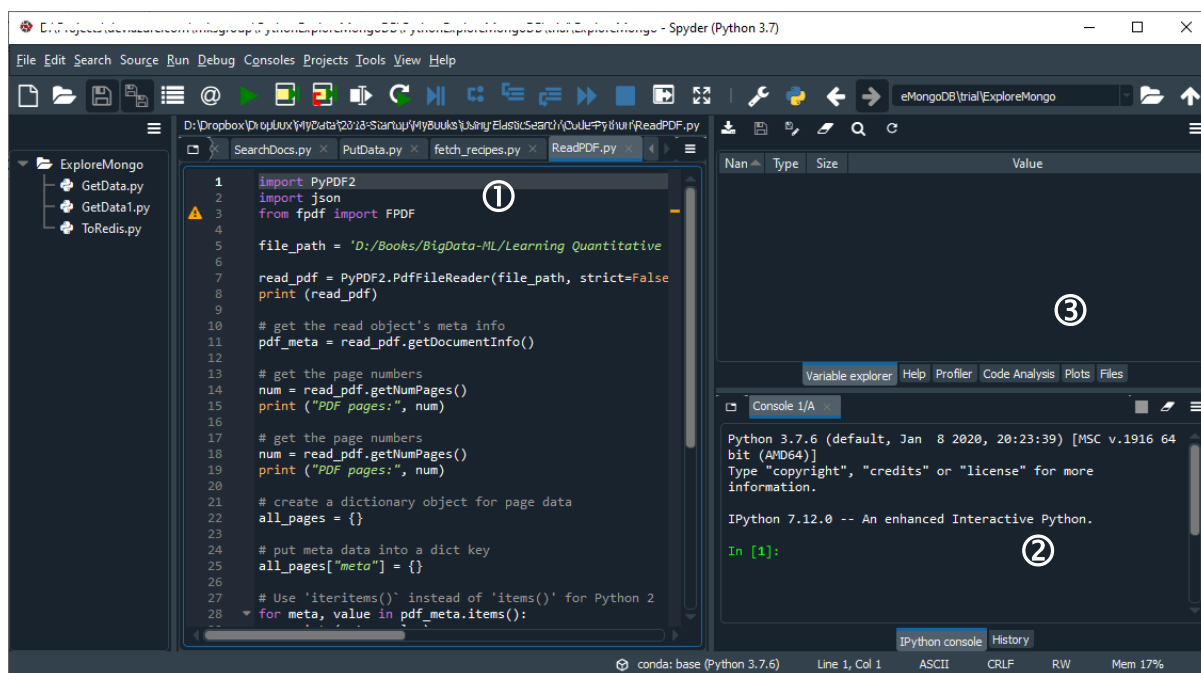 - Spyder (Python 3.7)
File Edit Search Source Run Debug Consoles Projects Tools View Help
eMongoDB\trial\ExploreMongo
ExploreMongo
GetData.py
GetData1.py
ToRedis.py
SearchDocs.py PutData.py fetch_recipes.py ReadPDF.py
①
1 import PyPDF2
2 import json
3 from fpdf import FPDF
4
5 file_path = 'D:/Books/BigData-ML/Learning Quantitative
6
7 read_pdf = PyPDF2.PdfFileReader(file_path, strict=False
8 print (read_pdf)
9
10 # get the read object's meta info
11 pdf_meta = read_pdf.getDocumentInfo()
12
13 # get the page numbers
14 num = read_pdf.getNumPages()
15 print ("PDF pages:", num)
16
17 # get the page numbers
18 num = read_pdf.getNumPages()
19 print ("PDF pages:", num)
20
21 # create a dictionary object for page data
22 all_pages = {}
23
24 # put meta data into a dict key
25 all_pages["meta"] = {}
26
27 # Use 'iteritems()` instead of 'items()` for Python 2
28 for meta, value in pdf_meta.items():
Nan Type Size Value
③
Variable explorer Help Profiler Code Analysis Plots Files
Console 1/A
Python 3.7.6 (default, Jan 8 2020, 20:23:39) [MSC v.1916 64
bit (AMD64)]
Type "copyright", "credits" or "license" for more
information.
IPython 7.12.0 -- An enhanced Interactive Python.
In [1]:
②
IPython console History
conda: base (Python 3.7.6) Line 1, Col 1 ASCII CRLF RW Mem 17%